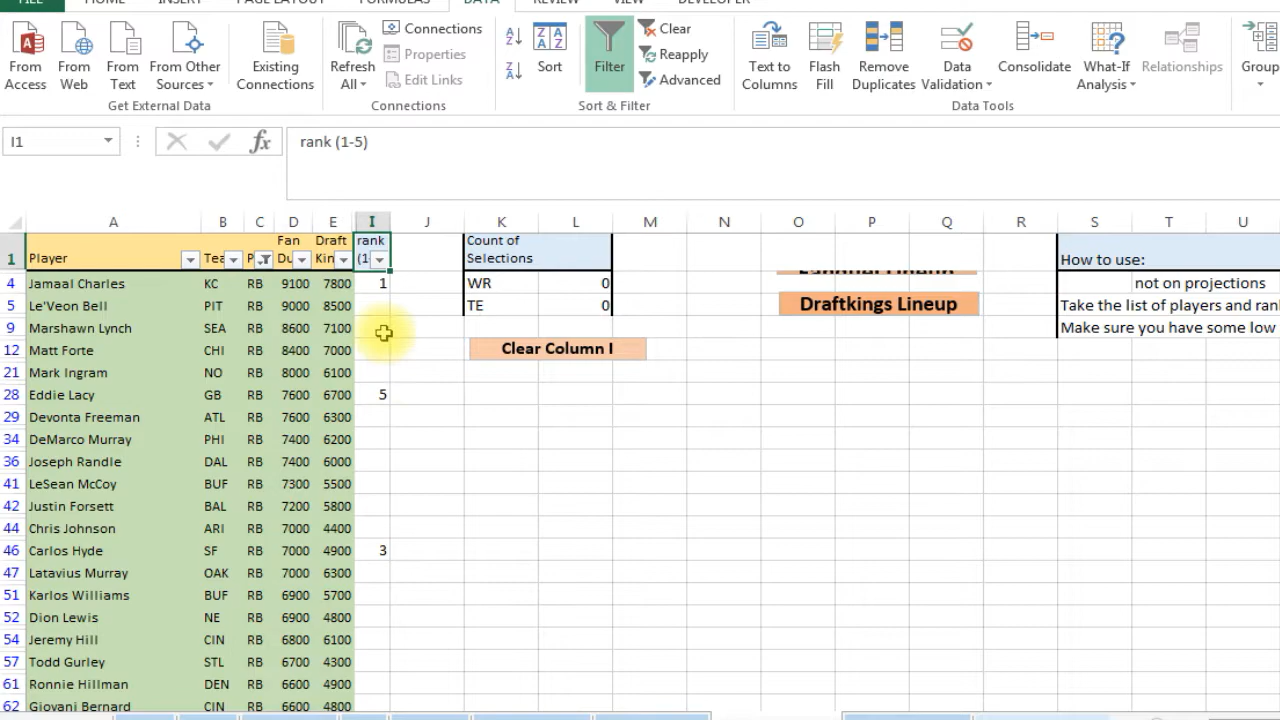 FILE HOME INSERT PAGE LAYOUT FORMULAS DATA REVIEW VIEW DEVELOPER
From Access
From Web
From Text
From Other Sources
Existing Connections
Get External Data
Refresh All
Connections
Properties
Edit Links
Connections
Sort
Filter
Clear
Reapply
Advanced
Sort & Filter
Text to Columns
Flash Fill
Remove Duplicates
Data Validation
Consolidate
What-If Analysis
Relationships
Data Tools
Group
I1 fx rank (1-5)
A B C D E I J K L M N O P Q R S T U
1 Player Tea P Fan Du Draft Kin rank (1-
4 Jamaal Charles KC RB 9100 7800 1
5 Le'Veon Bell PIT RB 9000 8500
9 Marshawn Lynch SEA RB 8600 7100
12 Matt Forte CHI RB 8400 7000
21 Mark Ingram NO RB 8000 6100
28 Eddie Lacy GB RB 7600 6700 5
29 Devonta Freeman ATL RB 7600 6300
34 DeMarco Murray PHI RB 7400 6200
36 Joseph Randle DAL RB 7400 6000
41 LeSean McCoy BUF RB 7300 5500
42 Justin Forsett BAL RB 7200 5800
44 Chris Johnson ARI RB 7000 4400
46 Carlos Hyde SF RB 7000 4900 3
47 Latavius Murray OAK RB 7000 6300
51 Karlos Williams BUF RB 6900 5700
52 Dion Lewis NE RB 6900 4800
54 Jeremy Hill CIN RB 6800 6100
57 Todd Gurley STL RB 6700 4300
61 Ronnie Hillman DEN RB 6600 4900
62 Giovani Bernard CIN RB 6600 4800
Count of
Selections
WR 0
TE 0
Clear Column I
Draftkings Lineup
How to use:
not on projections
Take the list of players and ran
Make sure you have some low